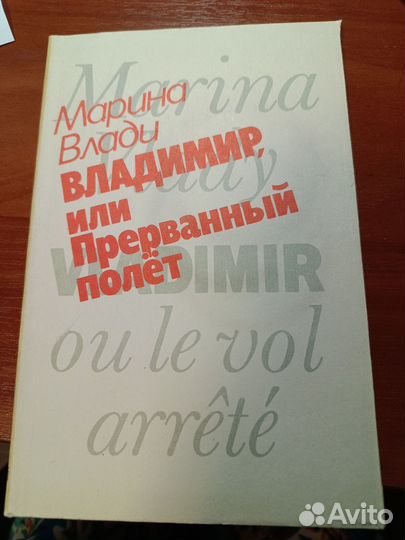 Marina
Vlady
VLADIMIR
ou le vol
arrêté
Марина
Влади
ВЛАДИМИР,
или
Прерванный
полёт
Avito